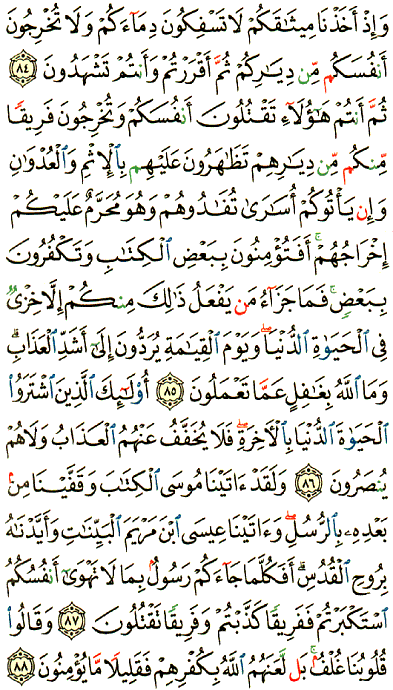 وَإِذْ أَخَذْنَا مِيثَـٰقَكُمْ لَا تَسْفِكُونَ دِمَآءَكُمْ وَلَا تُخْرِجُونَ
أَنفُسَكُم مِّن دِيَـٰرِكُمْ ثُمَّ أَقْرَرْتُمْ وَأَنتُمْ تَشْهَدُونَ ٨٤
ثُمَّ أَنتُمْ هَـٰٓؤُلَآءِ تَقْتُلُونَ أَنفُسَكُمْ وَتُخْرِجُونَ فَرِيقًا
مِّنكُم مِّن دِيَـٰرِهِمْ تَظَـٰهَرُونَ عَلَيْهِم بِٱلْإِثْمِ وَٱلْعُدْوَٰنِ
وَإِن يَأْتُوكُمْ أُسَـٰرَىٰ تُفَـٰدُوهُمْ وَهُوَ مُحَرَّمٌ عَلَيْكُمْ
إِخْرَاجُهُمْ ۚ أَفَتُؤْمِنُونَ بِبَعْضِ ٱلْكِتَـٰبِ وَتَكْفُرُونَ
بِبَعْضٍ ۚ فَمَا جَزَآءُ مَن يَفْعَلُ ذَٰلِكَ مِنكُمْ إِلَّا خِزْىٌ
فِى ٱلْحَيَوٰةِ ٱلدُّنْيَا ۖ وَيَوْمَ ٱلْقِيَـٰمَةِ يُرَدُّونَ إِلَىٰٓ أَشَدِّ ٱلْعَذَابِ ۗ
وَمَا ٱللَّهُ بِغَـٰفِلٍ عَمَّا تَعْمَلُونَ ٨٥ أُو۟لَـٰٓئِكَ ٱلَّذِينَ ٱشْتَرَوُا۟
ٱلْحَيَوٰةَ ٱلدُّنْيَا بِٱلْـَٔاخِرَةِ ۖ فَلَا يُخَفَّفُ عَنْهُمُ ٱلْعَذَابُ وَلَا هُمْ
يُنصَرُونَ ٨٦ وَلَقَدْ ءَاتَيْنَا مُوسَى ٱلْكِتَـٰبَ وَقَفَّيْنَا مِنۢ
بَعْدِهِۦ بِٱلرُّسُلِ ۖ وَءَاتَيْنَا عِيسَى ٱبْنَ مَرْيَمَ ٱلْبَيِّنَـٰتِ وَأَيَّدْنَـٰهُ
بِرُوحِ ٱلْقُدُسِ ۗ أَفَكُلَّمَا جَآءَكُمْ رَسُولٌۢ بِمَا لَا تَهْوَىٰٓ أَنفُسُكُمُ
ٱسْتَكْبَرْتُمْ فَفَرِيقًا كَذَّبْتُمْ وَفَرِيقًا تَقْتُلُونَ ٨٧ وَقَالُوا۟
قُلُوبُنَا غُلْفٌۢ ۚ بَل لَّعَنَهُمُ ٱللَّهُ بِكُفْرِهِمْ فَقَلِيلًا مَّا يُؤْمِنُونَ ٨٨